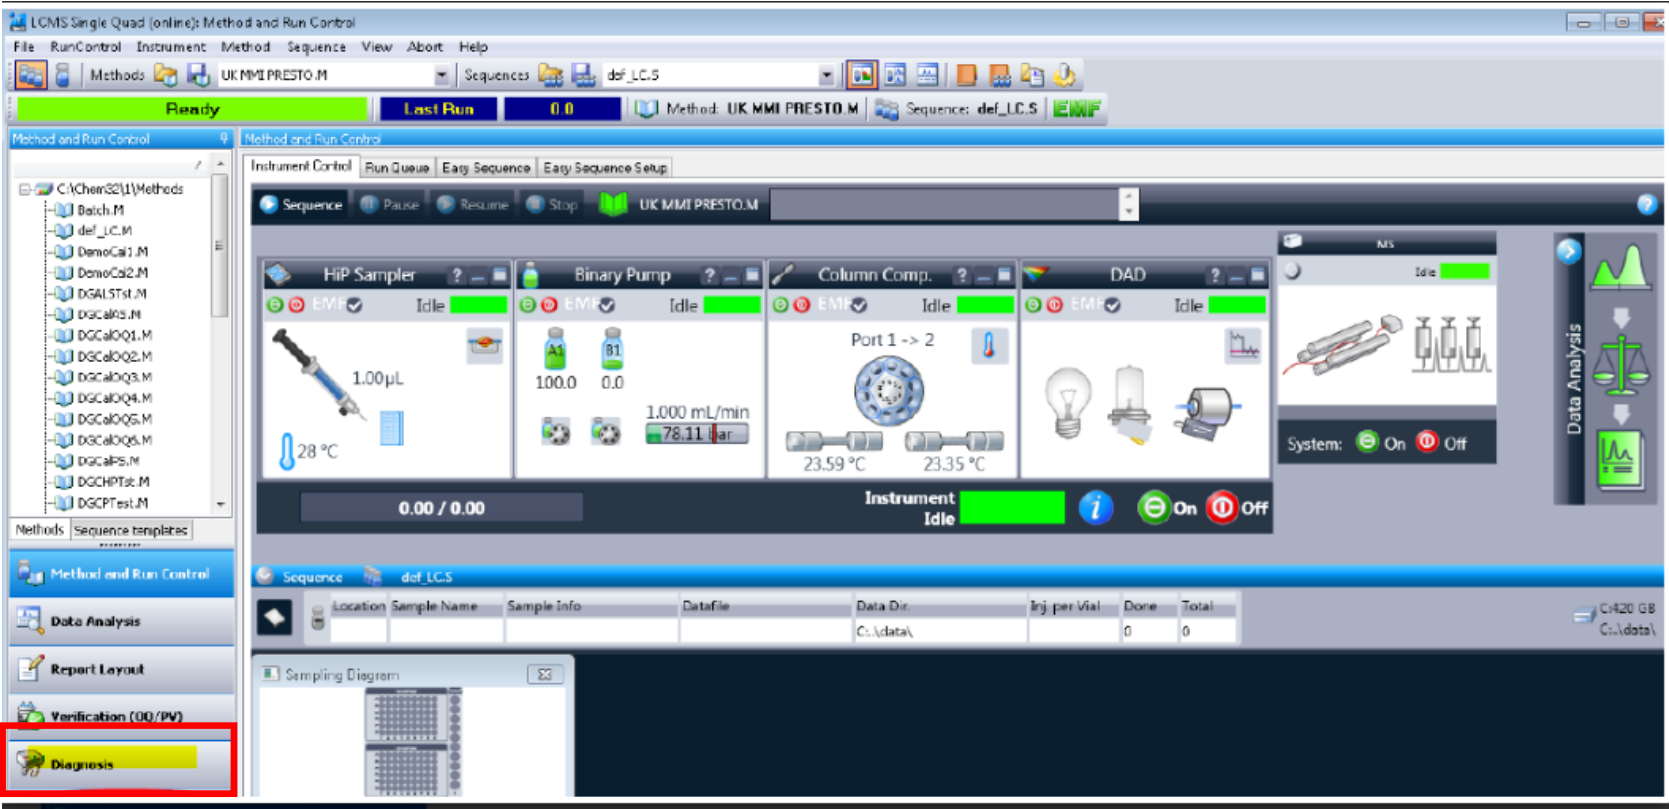 LCMS Single Quad (online): Method and Run Control
File RunControl Instrument Method Sequence View Abort Help
Methods UK MMI PRESTO.M Sequences def_LC.S
Ready Last Run 0.0 Method: UK MMI PRESTO.M Sequence: def_LC.S EMF
Method and Run Control Method and Run Control
Instrument Control Run Queue Easy Sequence Easy Sequence Setup
C:\Chem32\1\Methods
Batch.M
def_LC.M
DemoCal1.M
DemoCal2.M
DGALSTst.M
DGCalAS.M
DGCalOQ1.M
DGCalOQ2.M
DGCalOQ3.M
DGCalOQ4.M
DGCalOQ5.M
DGCalOQ6.M
DGCalPS.M
DGCHPTst.M
DGCPTest.M
Methods Sequence templates
Method and Run Control
Data Analysis
Report Layout
Verification (OQ/PV)
Diagnosis
Sequence Pause Resume Stop UK MMI PRESTO.M
HiP Sampler ?
EMF Idle
1.00 µL
28 °C
Binary Pump ?
EMF Idle
A1 B1
100.0 0.0
1.000 mL/min
78.11 bar
Column Comp. ?
EMF Idle
Port 1 -> 2
23.59 °C 23.35 °C
DAD ?
EMF Idle
MS
Idle
System: On Off
Data Analysis
0.00 / 0.00
Instrument
Idle
On Off
Sequence def_LC.S
Location Sample Name Sample Info Datafile Data Dir. Inj. per Vial Done Total
C:..\data\ 0 0
C:420 GB
C:..\data\
Sampling Diagram